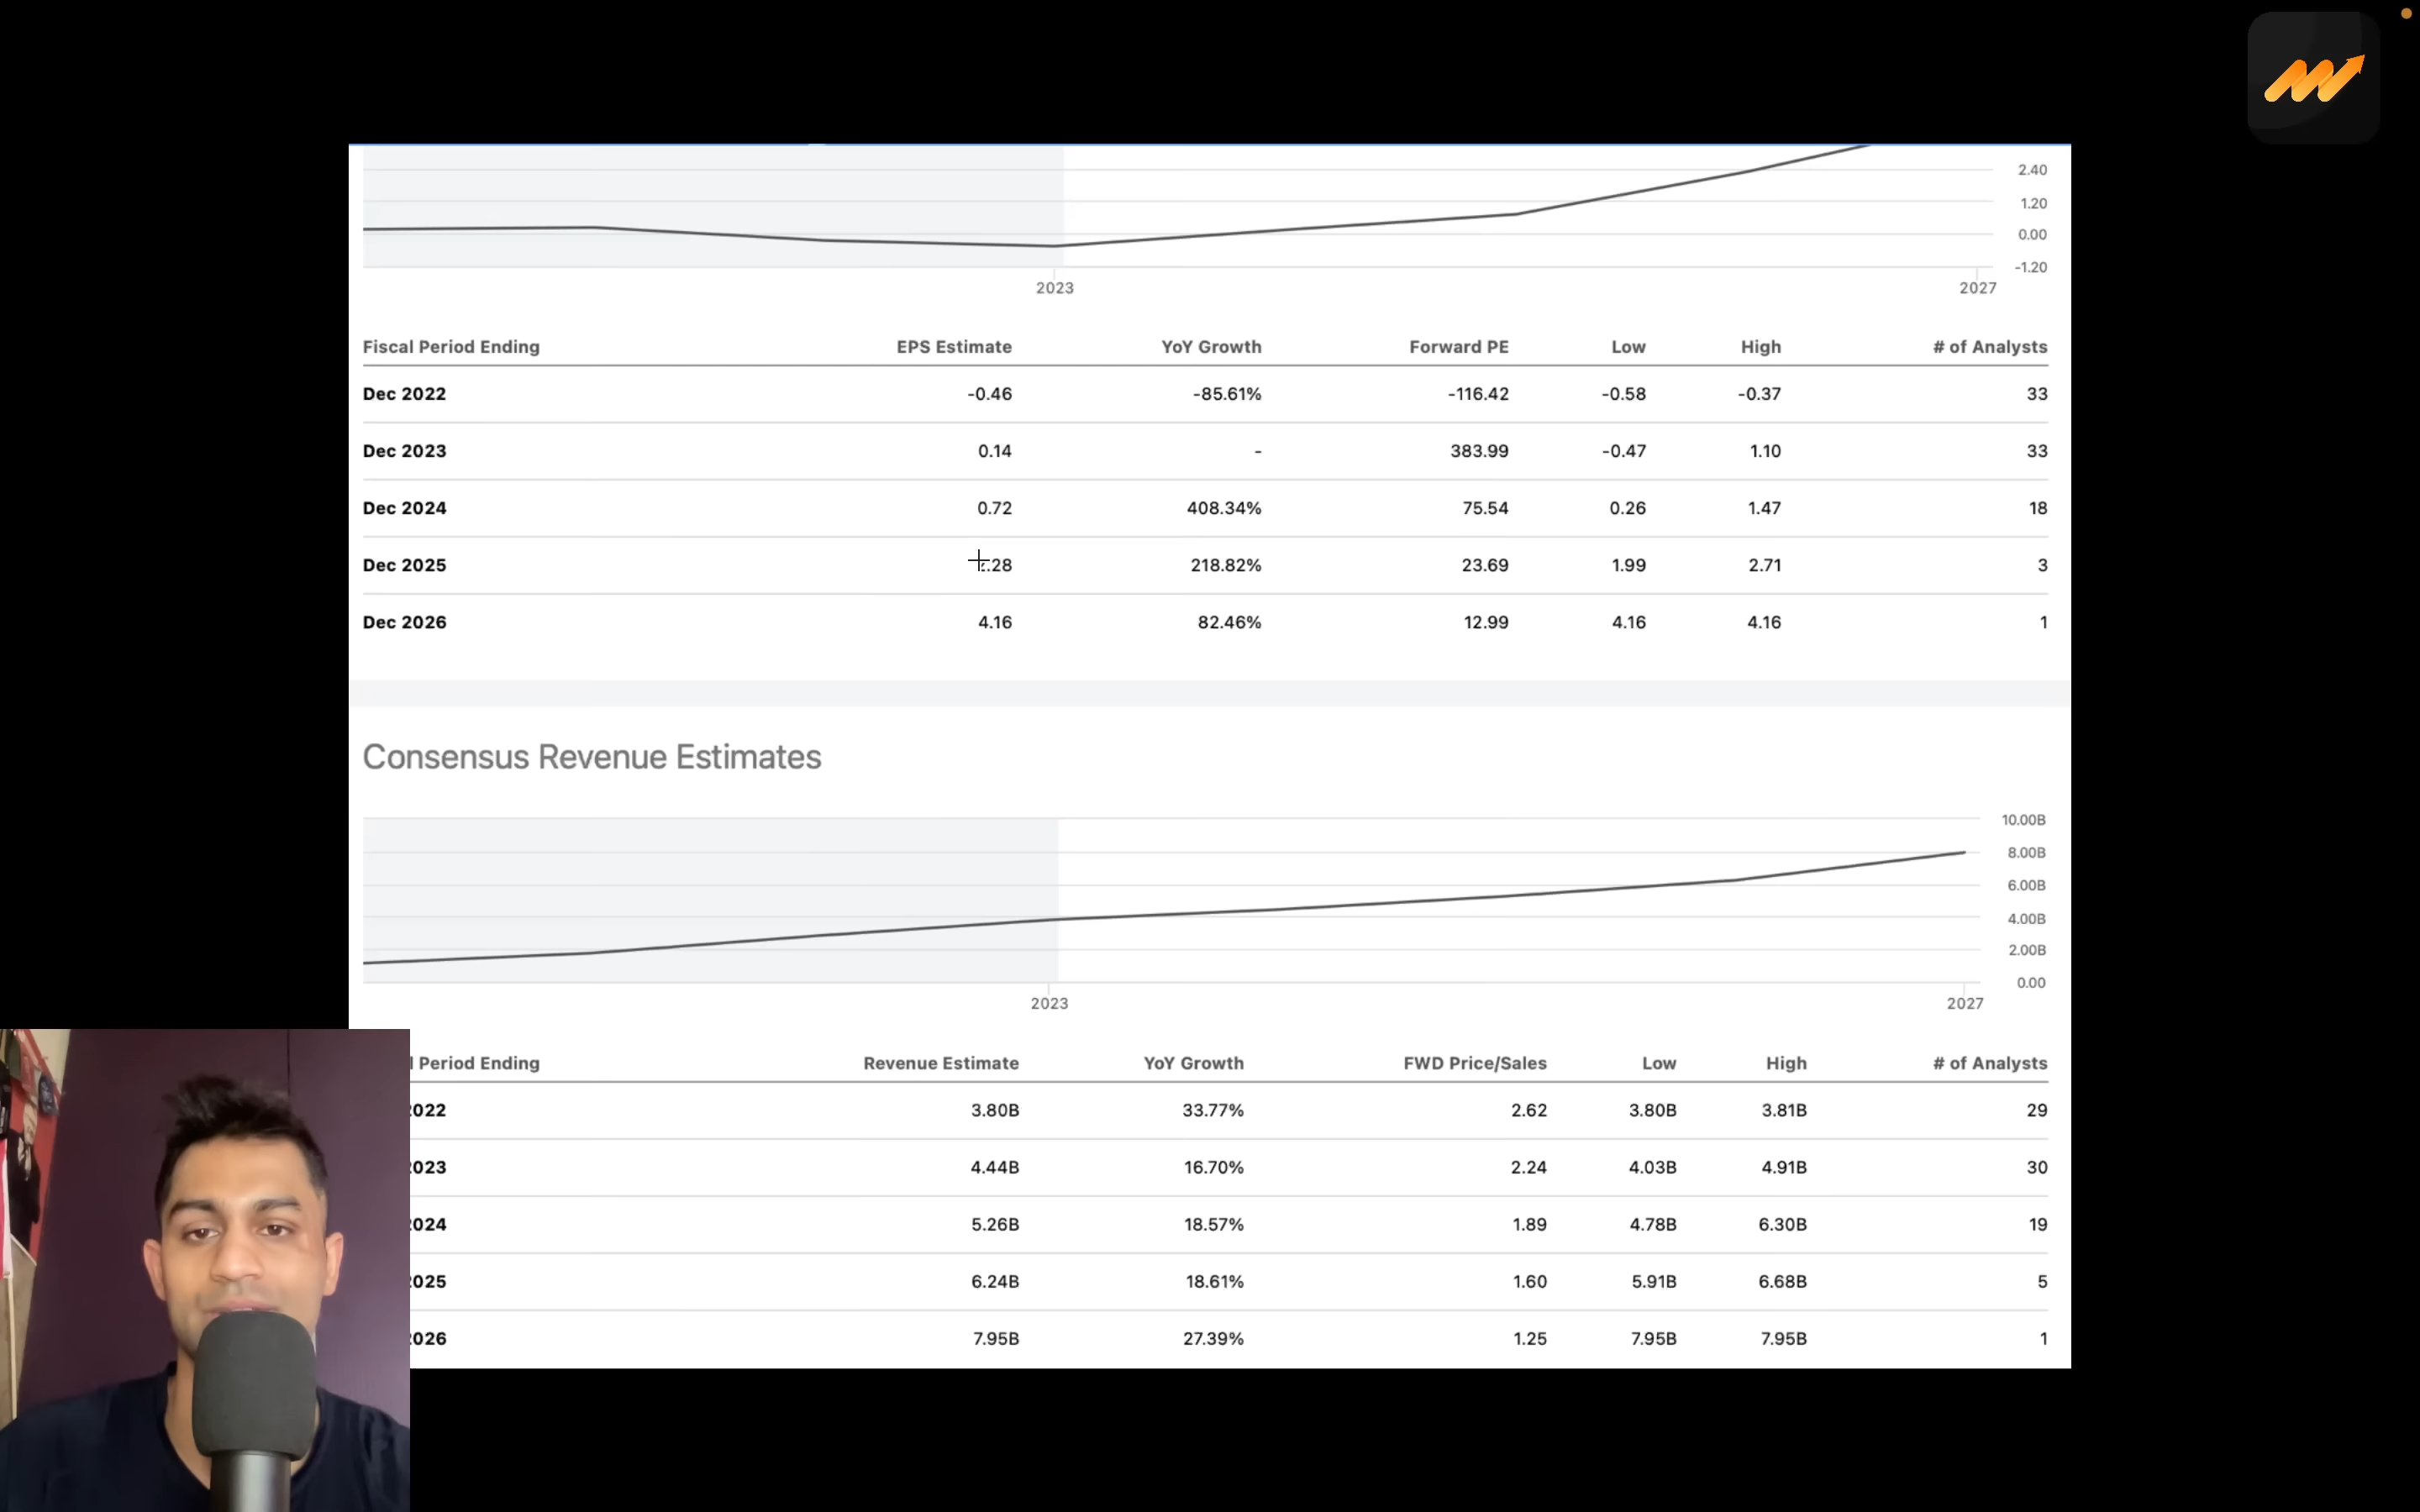 2.40
1.20
0.00
-1.20
2023 2027
Fiscal Period Ending EPS Estimate YoY Growth Forward PE Low High # of Analysts
Dec 2022 -0.46 -85.61% -116.42 -0.58 -0.37 33
Dec 2023 0.14 - 383.99 -0.47 1.10 33
Dec 2024 0.72 408.34% 75.54 0.26 1.47 18
Dec 2025 .28 218.82% 23.69 1.99 2.71 3
Dec 2026 4.16 82.46% 12.99 4.16 4.16 1
Consensus Revenue Estimates
10.00B
8.00B
6.00B
4.00B
2.00B
0.00
2023 2027
Period Ending Revenue Estimate YoY Growth FWD Price/Sales Low High # of Analysts
022 3.80B 33.77% 2.62 3.80B 3.81B 29
023 4.44B 16.70% 2.24 4.03B 4.91B 30
024 5.26B 18.57% 1.89 4.78B 6.30B 19
025 6.24B 18.61% 1.60 5.91B 6.68B 5
026 7.95B 27.39% 1.25 7.95B 7.95B 1